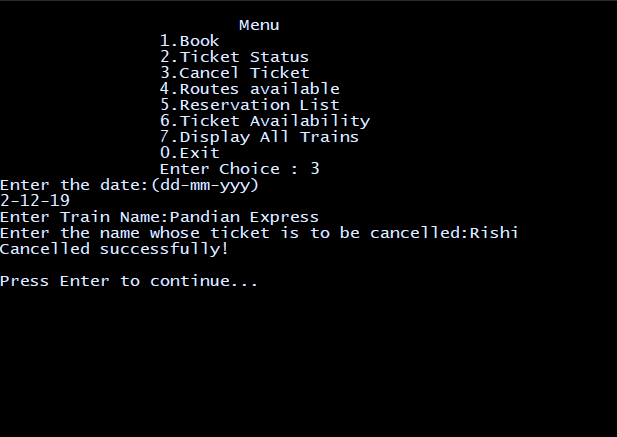 Menu
1.Book
2.Ticket Status
3.Cancel Ticket
4.Routes available
5.Reservation List
6.Ticket Availability
7.Display All Trains
0.Exit
Enter Choice : 3
Enter the date:(dd-mm-yyy)
2-12-19
Enter Train Name:Pandian Express
Enter the name whose ticket is to be cancelled:Rishi
Cancelled successfully!
Press Enter to continue...